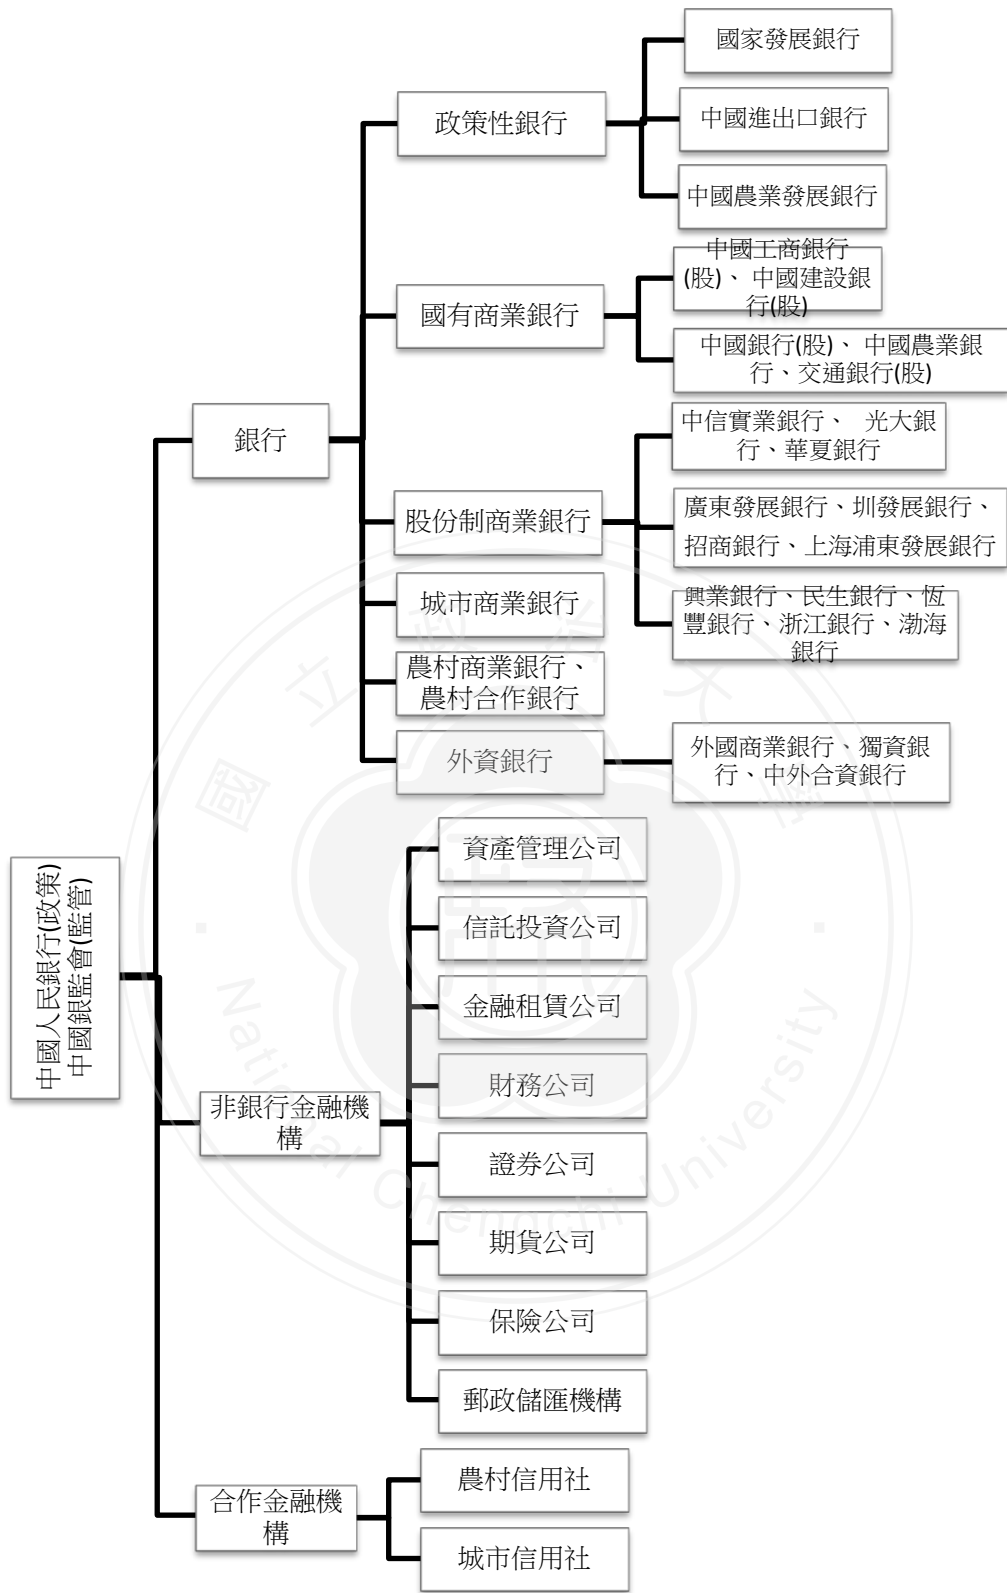 國家發展銀行
政策性銀行
中國進出口銀行
中國農業發展銀行
國有商業銀行
中國工商銀行
(股)、 中國建設銀
行(股)
中國銀行(股)、 中國農業銀
行、交通銀行(股)
銀行
股份制商業銀行
中信實業銀行、 光大銀
行、華夏銀行
廣東發展銀行、圳發展銀行、
招商銀行、上海浦東發展銀行
興業銀行、民生銀行、恆
豐銀行、浙江銀行、渤海
銀行
城市商業銀行
農村商業銀行、
農村合作銀行
外資銀行
外國商業銀行、獨資銀
行、中外合資銀行
中國人民銀行(政策)
中國銀監會(監管)
非銀行金融機
構
資產管理公司
信託投資公司
金融租賃公司
財務公司
證券公司
期貨公司
保險公司
郵政儲匯機構
合作金融機
構
農村信用社
城市信用社
國立政治大學
National Chengchi University